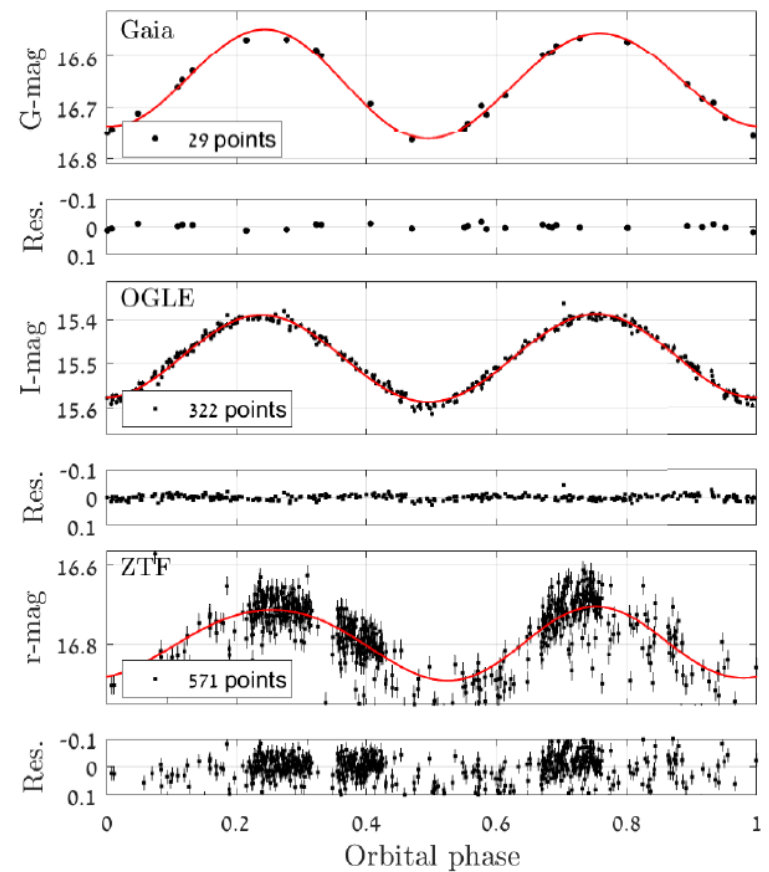 Gaia
G-mag
16.6
16.7
16.8
29 points
Res.
-0.1
0
0.1
OGLE
I-mag
15.4
15.5
15.6
322 points
Res.
-0.1
0
0.1
ZTF
r-mag
16.6
16.8
571 points
Res.
-0.1
0
0.1
0 0.2 0.4 0.6 0.8 1
Orbital phase